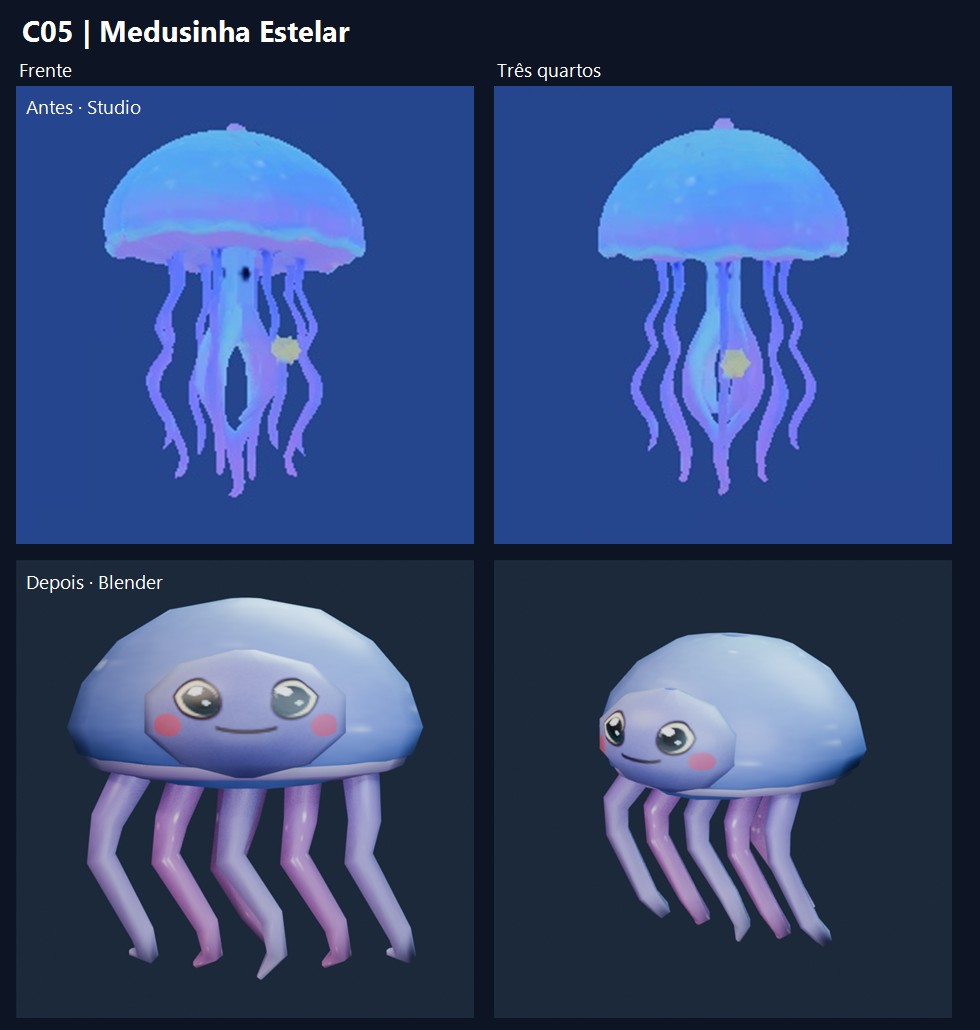 C05 | Medusinha Estelar
Frente
Três quartos
Antes · Studio
Depois · Blender